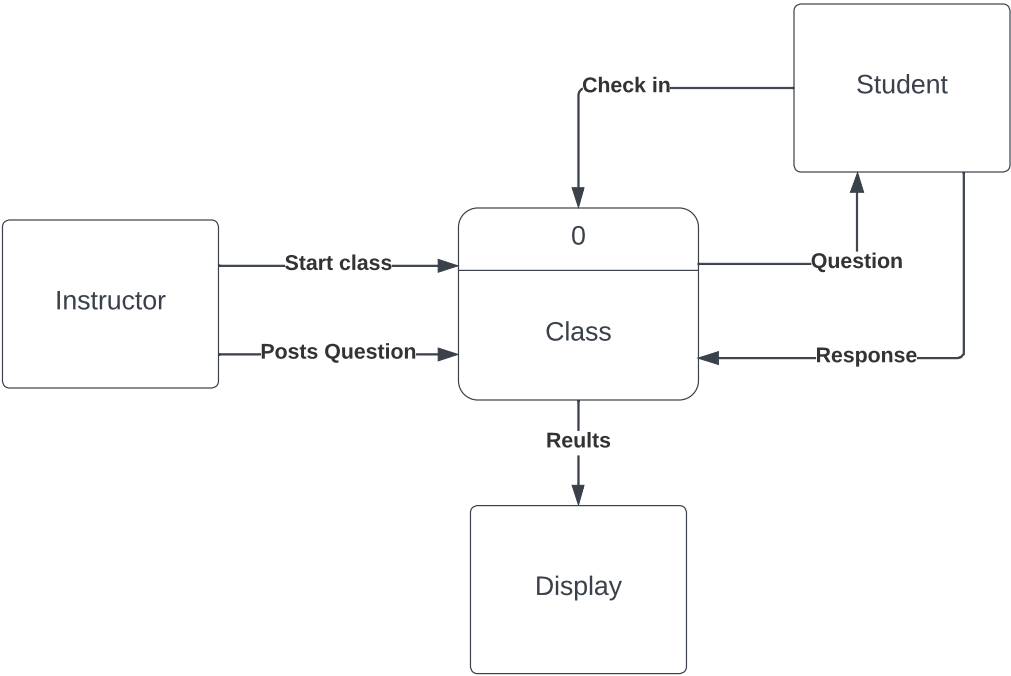 Student
Check in
0
Instructor
Start class
Question
Class
Posts Question
Response
Reults
Display